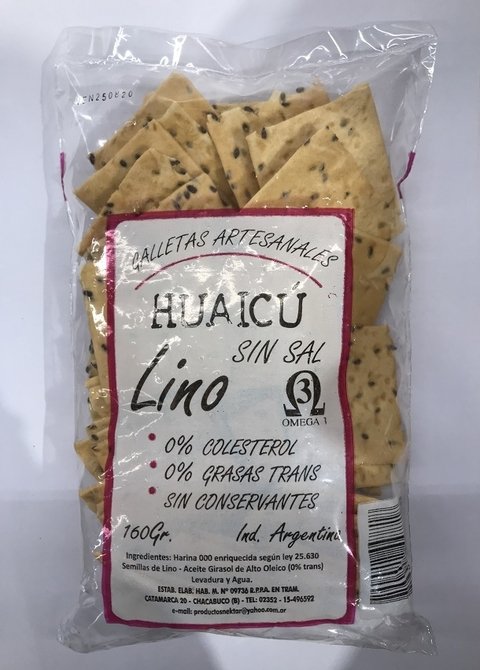 VEN250820
GALLETAS ARTESANALES
HUAICÚ
SIN SAL
Lino
3
Ω
OMEGA
0% COLESTEROL
0% GRASAS TRANS
SIN CONSERVANTES
160Gr.
Ind. Argentina
Ingredientes: Harina 000 enriquecida según ley 25.630
Semillas de Lino - Aceite Girasol de Alto Oleico (0% trans)
Levadura y Agua.
ESTAB. ELAB. HAB. M. Nº 09736 R.P.P.A. EN TRAM.
CATAMARCA 20 - CHACABUCO (B) - TEL: 02352 - 15-496592
e-mail: productosnektar@yahoo.com.ar